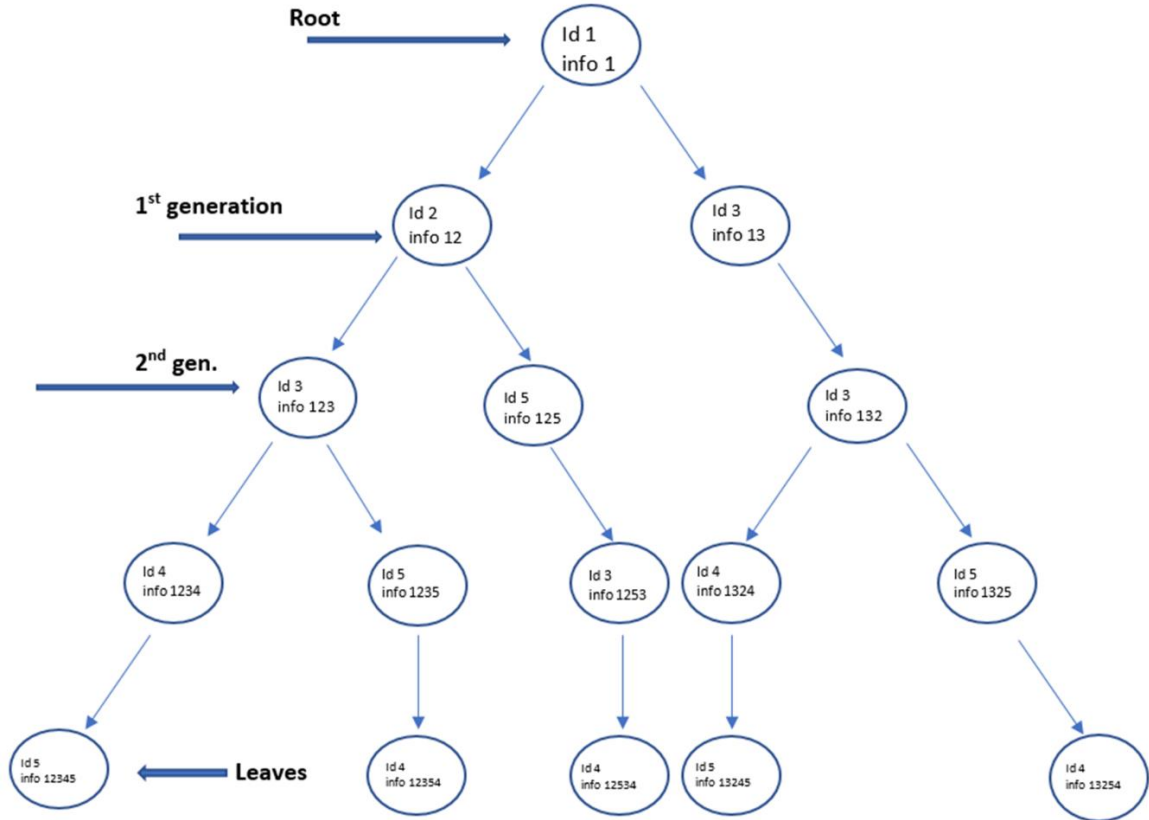 Root
Id 1
info 1
1st generation
Id 2
info 12
Id 3
info 13
2nd gen.
Id 3
info 123
Id 5
info 125
Id 3
info 132
Id 4
info 1234
Id 5
info 1235
Id 3
info 1253
Id 4
info 1324
Id 5
info 1325
Id 5
info 12345
Leaves
Id 4
info 12354
Id 4
info 12534
Id 5
info 13245
Id 4
info 13254